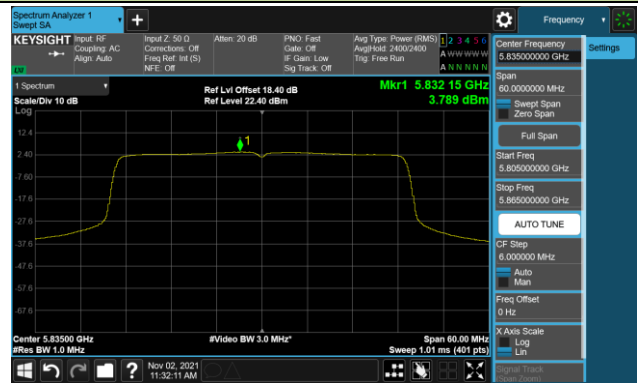 Spectrum Analyzer 1
Swept SA
+
Frequency
KEYSIGHT
Input: RF
Coupling: AC
Align: Auto
Input Z: 50 Ω
Corrections: Off
Freq Ref: Int (S)
NFE: Off
Atten: 20 dB
PNO: Fast
Gate: Off
IF Gain: Low
Sig Track: Off
Avg Type: Power (RMS)
Avg|Hold: 2400/2400
Trig: Free Run
1 2 3 4 5 6
A W W W W W
A N N N N N
LW
1 Spectrum
Scale/Div 10 dB
Log
Ref Lvl Offset 18.40 dB
Ref Level 22.40 dBm
Mkr1 5.832 15 GHz
3.789 dBm
1
12.4
2.40
-7.60
-17.6
-27.6
-37.6
-47.6
-57.6
-67.6
Center 5.83500 GHz
#Res BW 1.0 MHz
#Video BW 3.0 MHz*
Span 60.00 MHz
Sweep 1.01 ms (401 pts)
Nov 02, 2021
11:32:11 AM
?
Center Frequency
5.835000000 GHz
Settings
Span
60.0000000 MHz
Swept Span
Zero Span
Full Span
Start Freq
5.805000000 GHz
Stop Freq
5.865000000 GHz
AUTO TUNE
CF Step
6.000000 MHz
Auto
Man
Freq Offset
0 Hz
X Axis Scale
Log
Lin
Signal Track
(Span Zoom)